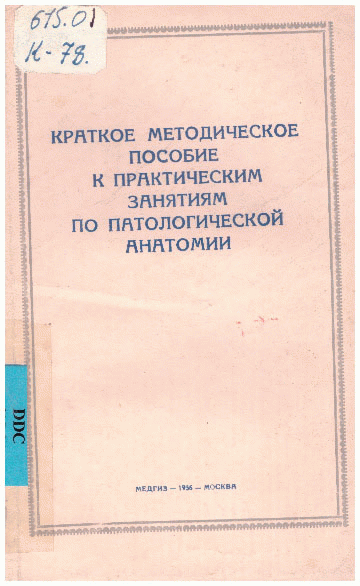 615.01
К-78.
КРАТКОЕ МЕТОДИЧЕСКОЕ
ПОСОБИЕ
К ПРАКТИЧЕСКИМ
ЗАНЯТИЯМ
ПО ПАТОЛОГИЧЕСКОЙ
АНАТОМИИ
DDC
МЕДГИЗ — 1956 — МОСКВА